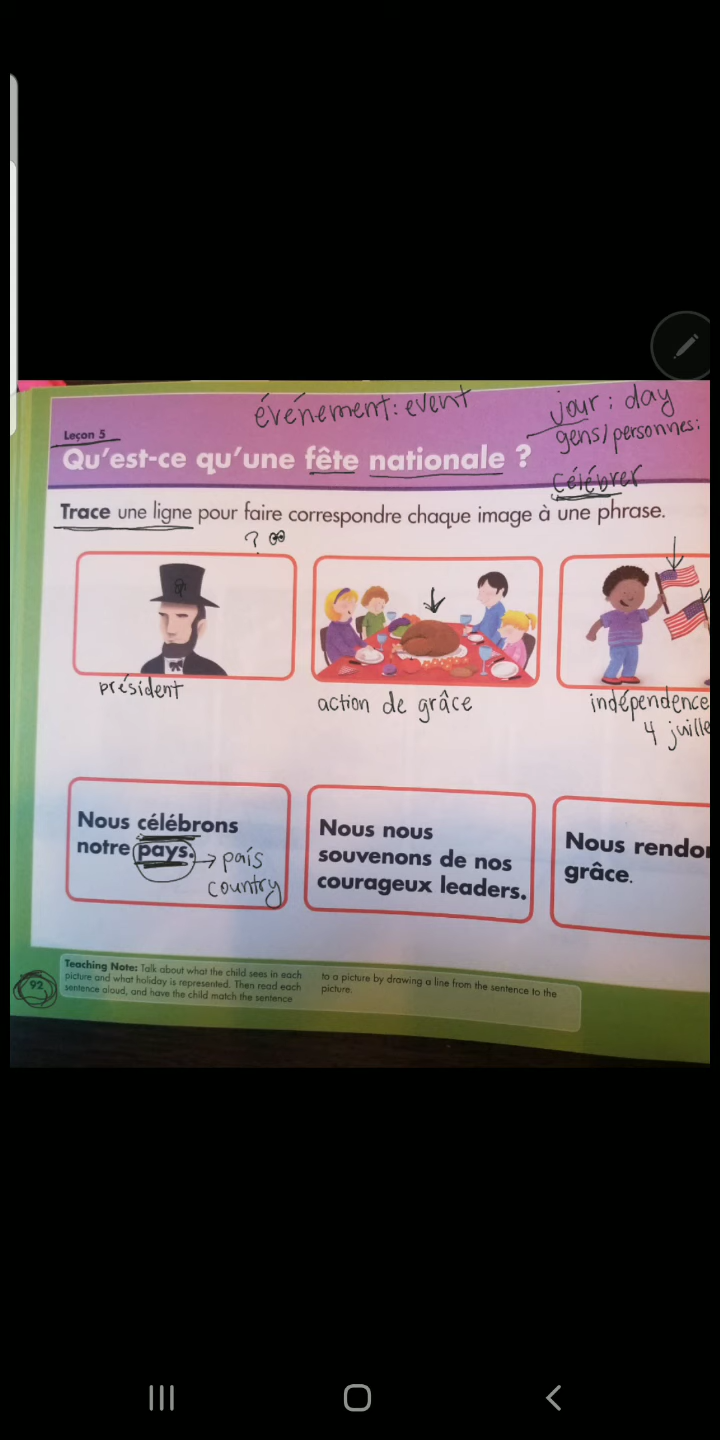 événement: event
jour: day
gens/personnes:
Leçon 5
Qu'est-ce qu'une fête nationale ?
célébrer
Trace une ligne pour faire correspondre chaque image à une phrase.
?
président
action de grâce
indépendence
4 juille
Nous célébrons
notre pays.
→ país
country
Nous nous
souvenons de nos
courageux leaders.
Nous rendo
grâce.
92
Teaching Note: Talk about what the child sees in each
picture and what holiday is represented. Then read each
sentence aloud, and have the child match the sentence
to a picture by drawing a line from the sentence to the
picture.